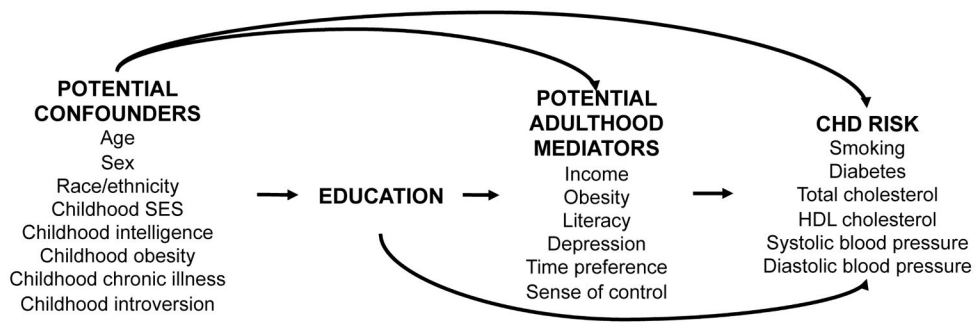 POTENTIAL
CONFOUNDERS
Age
Sex
Race/ethnicity
Childhood SES
Childhood intelligence
Childhood obesity
Childhood chronic illness
Childhood introversion
EDUCATION
POTENTIAL
ADULTHOOD
MEDIATORS
Income
Obesity
Literacy
Depression
Time preference
Sense of control
CHD RISK
Smoking
Diabetes
Total cholesterol
HDL cholesterol
Systolic blood pressure
Diastolic blood pressure